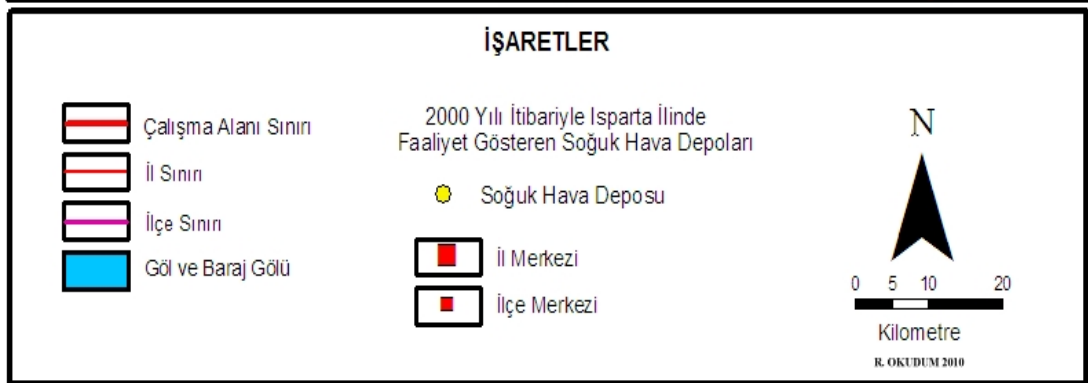 İŞARETLER
Çalışma Alanı Sınırı
İl Sınırı
İlçe Sınırı
Göl ve Baraj Gölü
2000 Yılı İtibariyle Isparta İlinde
Faaliyet Gösteren Soğuk Hava Depoları
Soğuk Hava Deposu
İl Merkezi
İlçe Merkezi
N
0 5 10 20
Kilometre
R. OKUDUM 2010